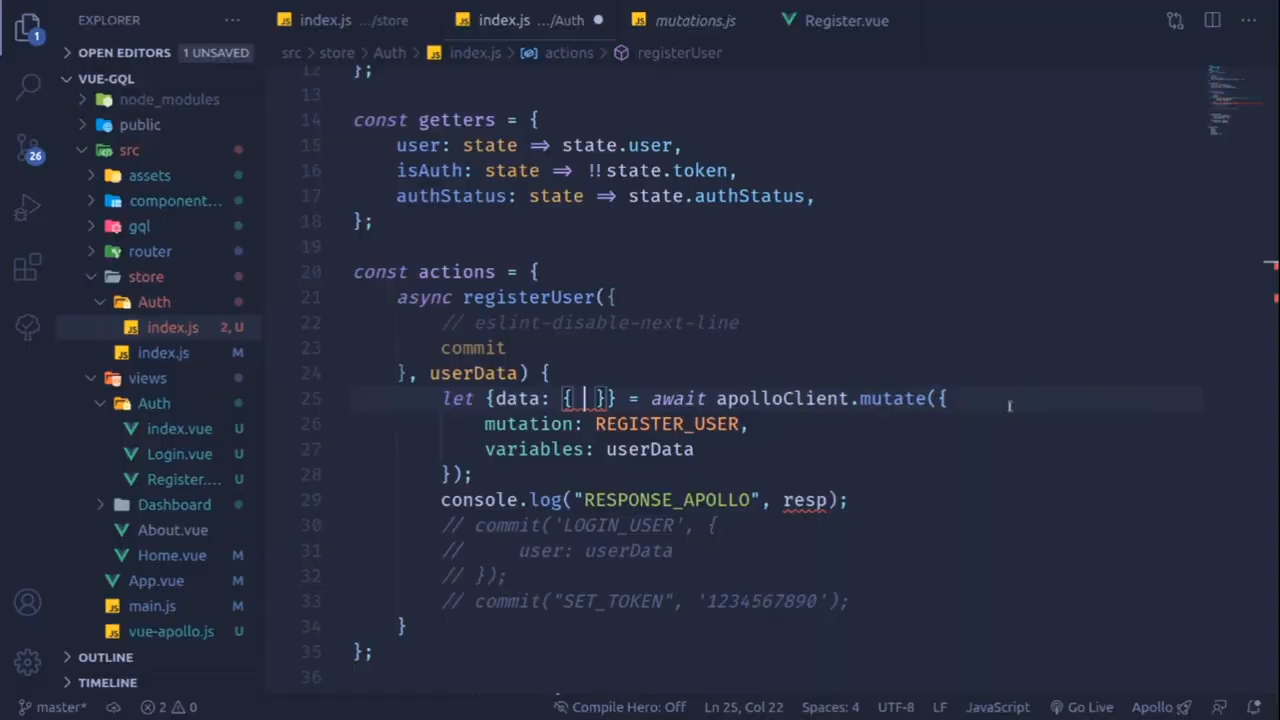 EXPLORER
index.js .../store
index.js .../Auth
mutations.js
Register.vue
OPEN EDITORS 1 UNSAVED
src > store > Auth > index.js > actions > registerUser
VUE-GQL
node_modules
public
src
assets
component...
gql
router
store
Auth
index.js 2, U
index.js M
views
Auth
index.vue U
Login.vue U
Register.... U
Dashboard
About.vue
Home.vue M
App.vue M
main.js M
vue-apollo.js U
OUTLINE
TIMELINE
1
26
12 };
13
14 const getters = {
15 user: state => state.user,
16 isAuth: state => !!state.token,
17 authStatus: state => state.authStatus,
18 };
19
20 const actions = {
21 async registerUser({
22 // eslint-disable-next-line
23 commit
24 }, userData) {
25 let {data: { }} = await apolloClient.mutate({
26 mutation: REGISTER_USER,
27 variables: userData
28 });
29 console.log("RESPONSE_APOLLO", resp);
30 // commit('LOGIN_USER', {
31 // user: userData
32 // });
33 // commit("SET_TOKEN", '1234567890');
34 }
35 };
36
master* 2 0 Compile Hero: Off Ln 25, Col 22 Spaces: 4 UTF-8 LF JavaScript Go Live Apollo